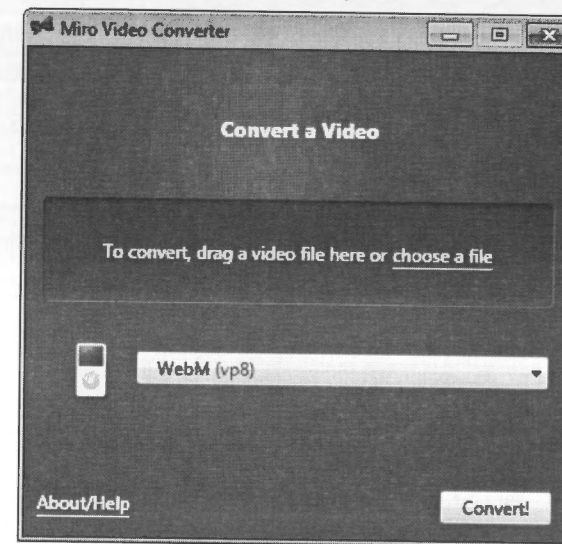 Miro Video Converter
Convert a Video
To convert, drag a video file here or choose a file
WebM (vp8)
About/Help
Convert!